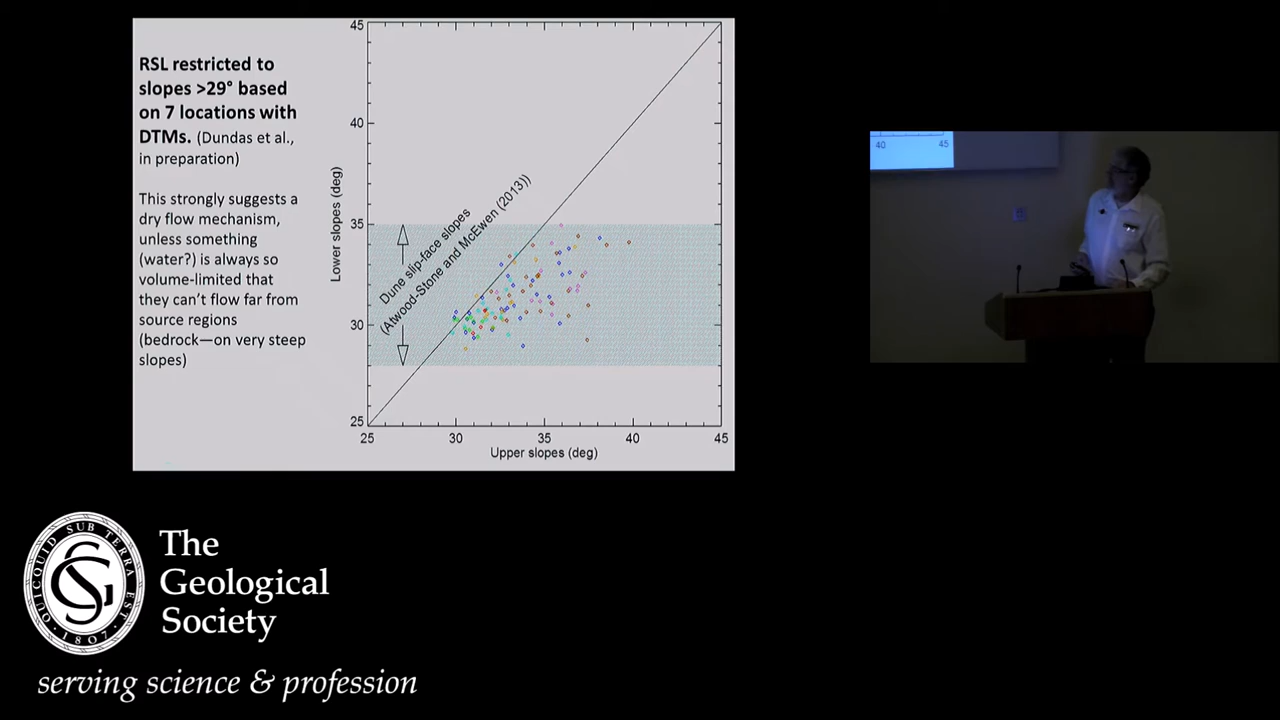 RSL restricted to
slopes >29° based
on 7 locations with
DTMs. (Dundas et al.,
in preparation)
This strongly suggests a
dry flow mechanism,
unless something
(water?) is always so
volume-limited that
they can't flow far from
source regions
(bedrock—on very steep
slopes)
45
40
35
30
25
Lower slopes (deg)
Dune slip-face slopes
(Atwood-Stone and McEwen (2013))
25 30 35 40 45
Upper slopes (deg)
40 45
QUICQUID SUB TERRA EST
1807
The
Geological
Society
serving science & profession